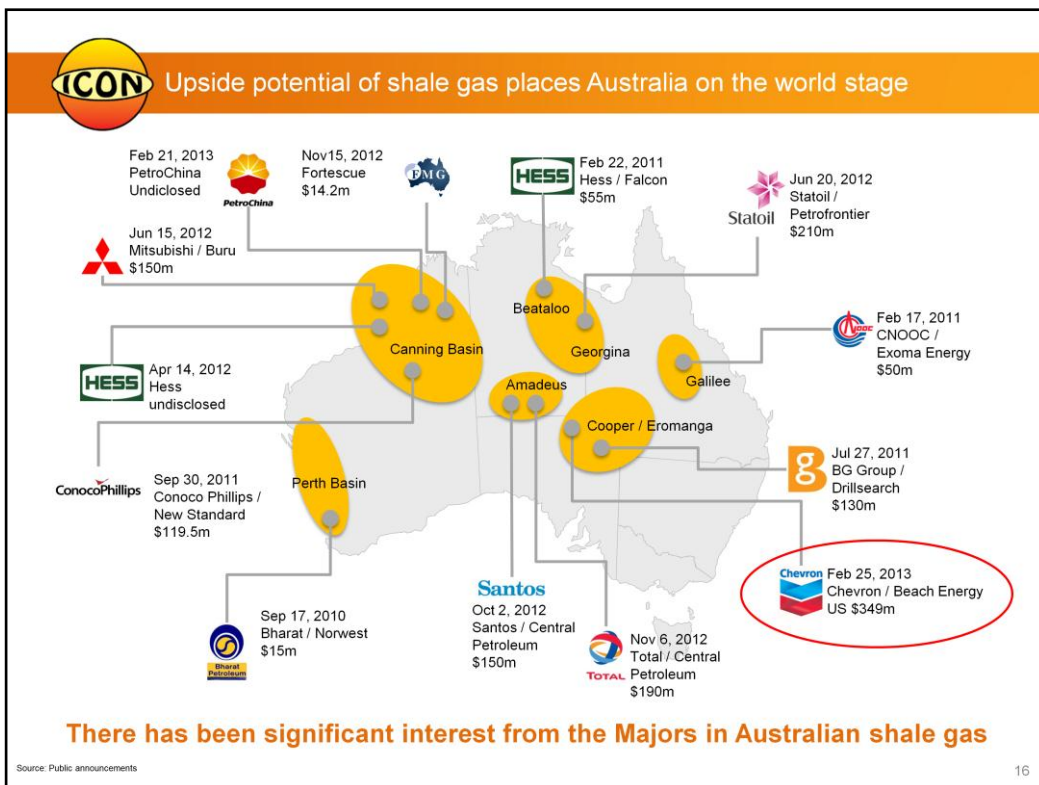 ICON
Upside potential of shale gas places Australia on the world stage
Feb 21, 2013
PetroChina
Undiclosed
PetroChina
Nov15, 2012
Fortescue
$14.2m
FMG
HESS
Feb 22, 2011
Hess / Falcon
$55m
Statoil
Jun 20, 2012
Statoil /
Petrofrontier
$210m
Jun 15, 2012
Mitsubishi / Buru
$150m
Beataloo
Georgina
Canning Basin
CNOOC
Feb 17, 2011
CNOOC /
Exoma Energy
$50m
HESS
Apr 14, 2012
Hess
undisclosed
Amadeus
Galilee
Cooper / Eromanga
ConocoPhillips
Sep 30, 2011
Conoco Phillips /
New Standard
$119.5m
Perth Basin
g
Jul 27, 2011
BG Group /
Drillsearch
$130m
Chevron
Feb 25, 2013
Chevron / Beach Energy
US $349m
Bharat
Petroleum
Sep 17, 2010
Bharat / Norwest
$15m
Santos
Oct 2, 2012
Santos / Central
Petroleum
$150m
TOTAL
Nov 6, 2012
Total / Central
Petroleum
$190m
There has been significant interest from the Majors in Australian shale gas
Source: Public announcements
16